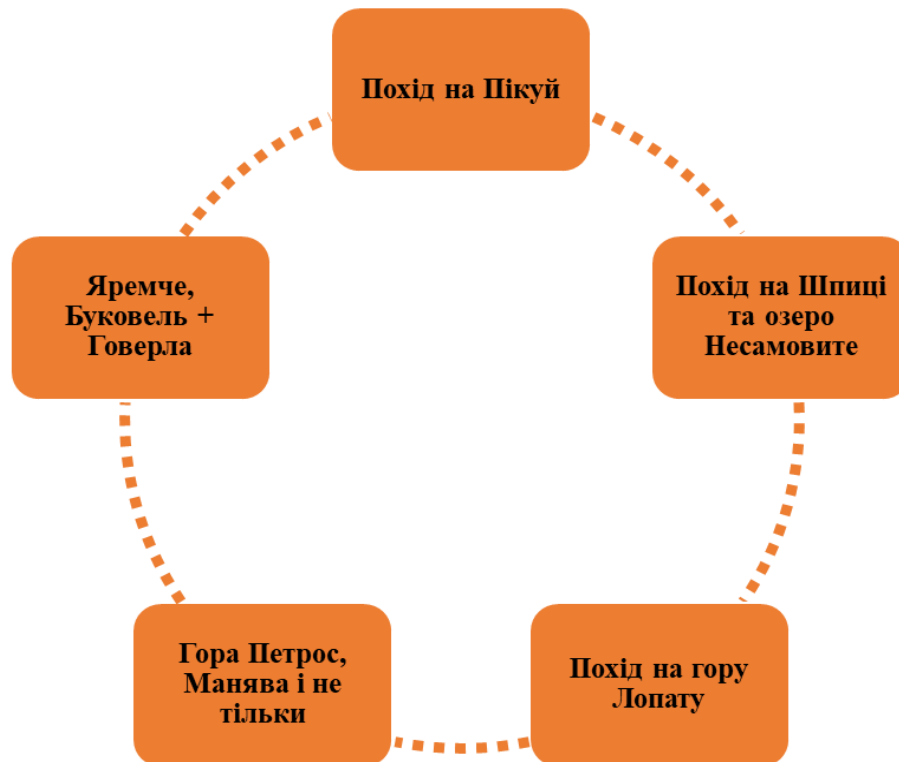 Похід на Пікуй
Похід на Шпиці
та озеро
Несамовите
Похід на гору
Лопату
Гора Петрос,
Манява і не
тільки
Яремче,
Буковель +
Говерла